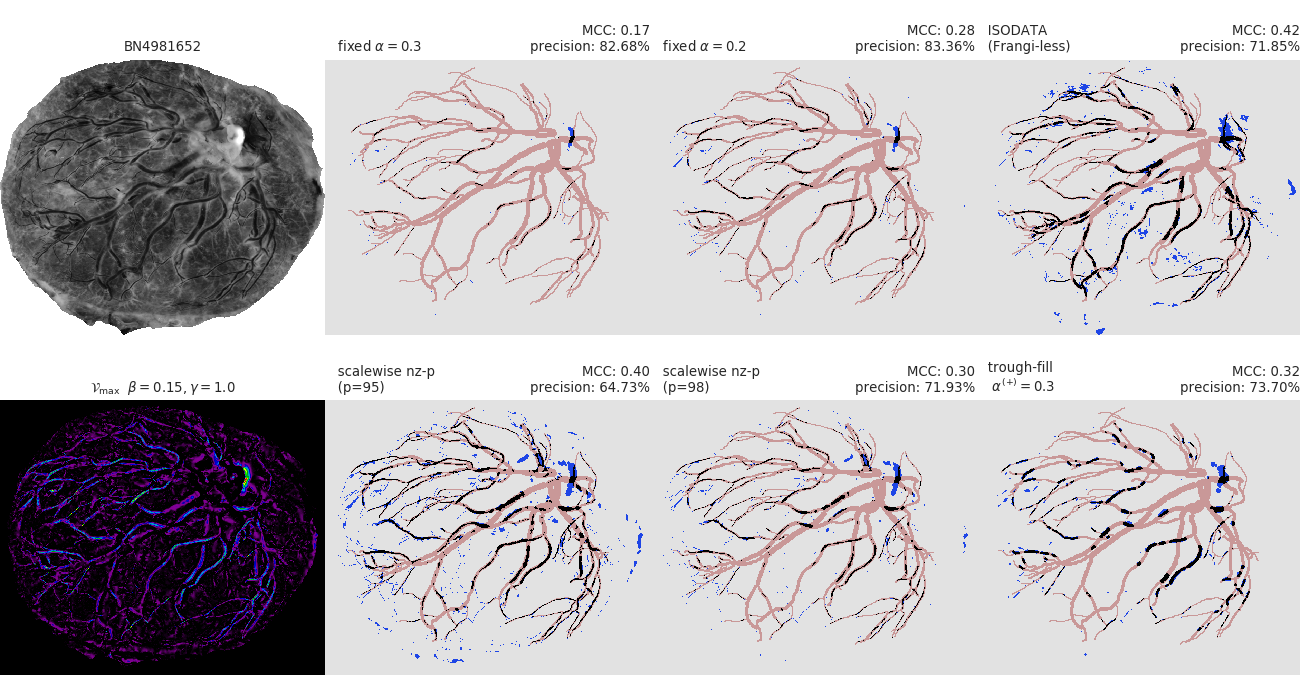 BN4981652
fixed α = 0.3
MCC: 0.17
precision: 82.68%
fixed α = 0.2
MCC: 0.28
precision: 83.36%
ISODATA
(Frangi-less)
MCC: 0.42
precision: 71.85%
𝒱max β = 0.15, γ = 1.0
scalewise nz-p
(p=95)
MCC: 0.40
precision: 64.73%
scalewise nz-p
(p=98)
MCC: 0.30
precision: 71.93%
trough-fill
α(+) = 0.3
MCC: 0.32
precision: 73.70%